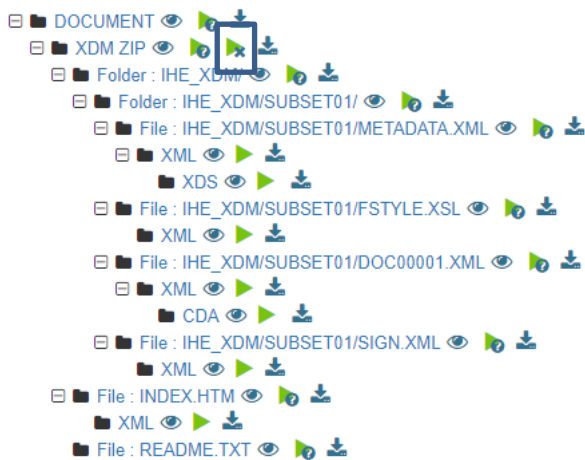 DOCUMENT
XDM ZIP
Folder : IHE_XDM/
Folder : IHE_XDM/SUBSET01/
File : IHE_XDM/SUBSET01/METADATA.XML
XML
XDS
File : IHE_XDM/SUBSET01/FSTYLE.XSL
XML
File : IHE_XDM/SUBSET01/DOC00001.XML
XML
CDA
File : IHE_XDM/SUBSET01/SIGN.XML
XML
File : INDEX.HTM
XML
File : README.TXT